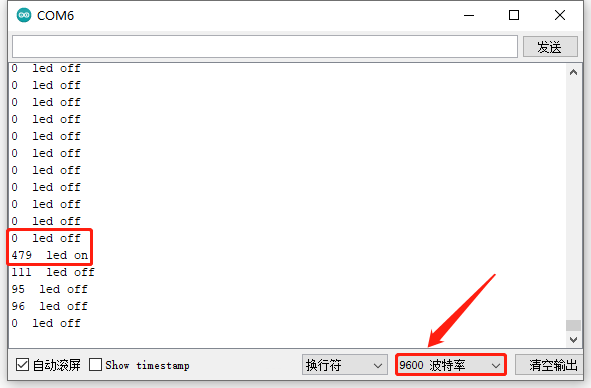 COM6
发送
0  led off
0  led off
0  led off
0  led off
0  led off
0  led off
0  led off
0  led off
0  led off
0  led off
0  led off
479  led on
111  led off
95  led off
96  led off
0  led off
自动滚屏 Show timestamp 换行符 9600 波特率 清空输出